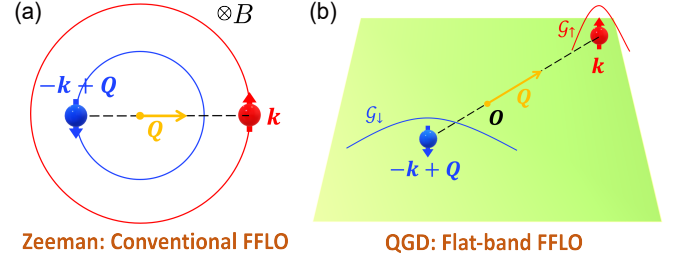 (a)
⊗B
−k + Q
Q
k
Zeeman: Conventional FFLO
(b)
𝒢↑
k
Q
O
𝒢↓
−k + Q
QGD: Flat-band FFLO